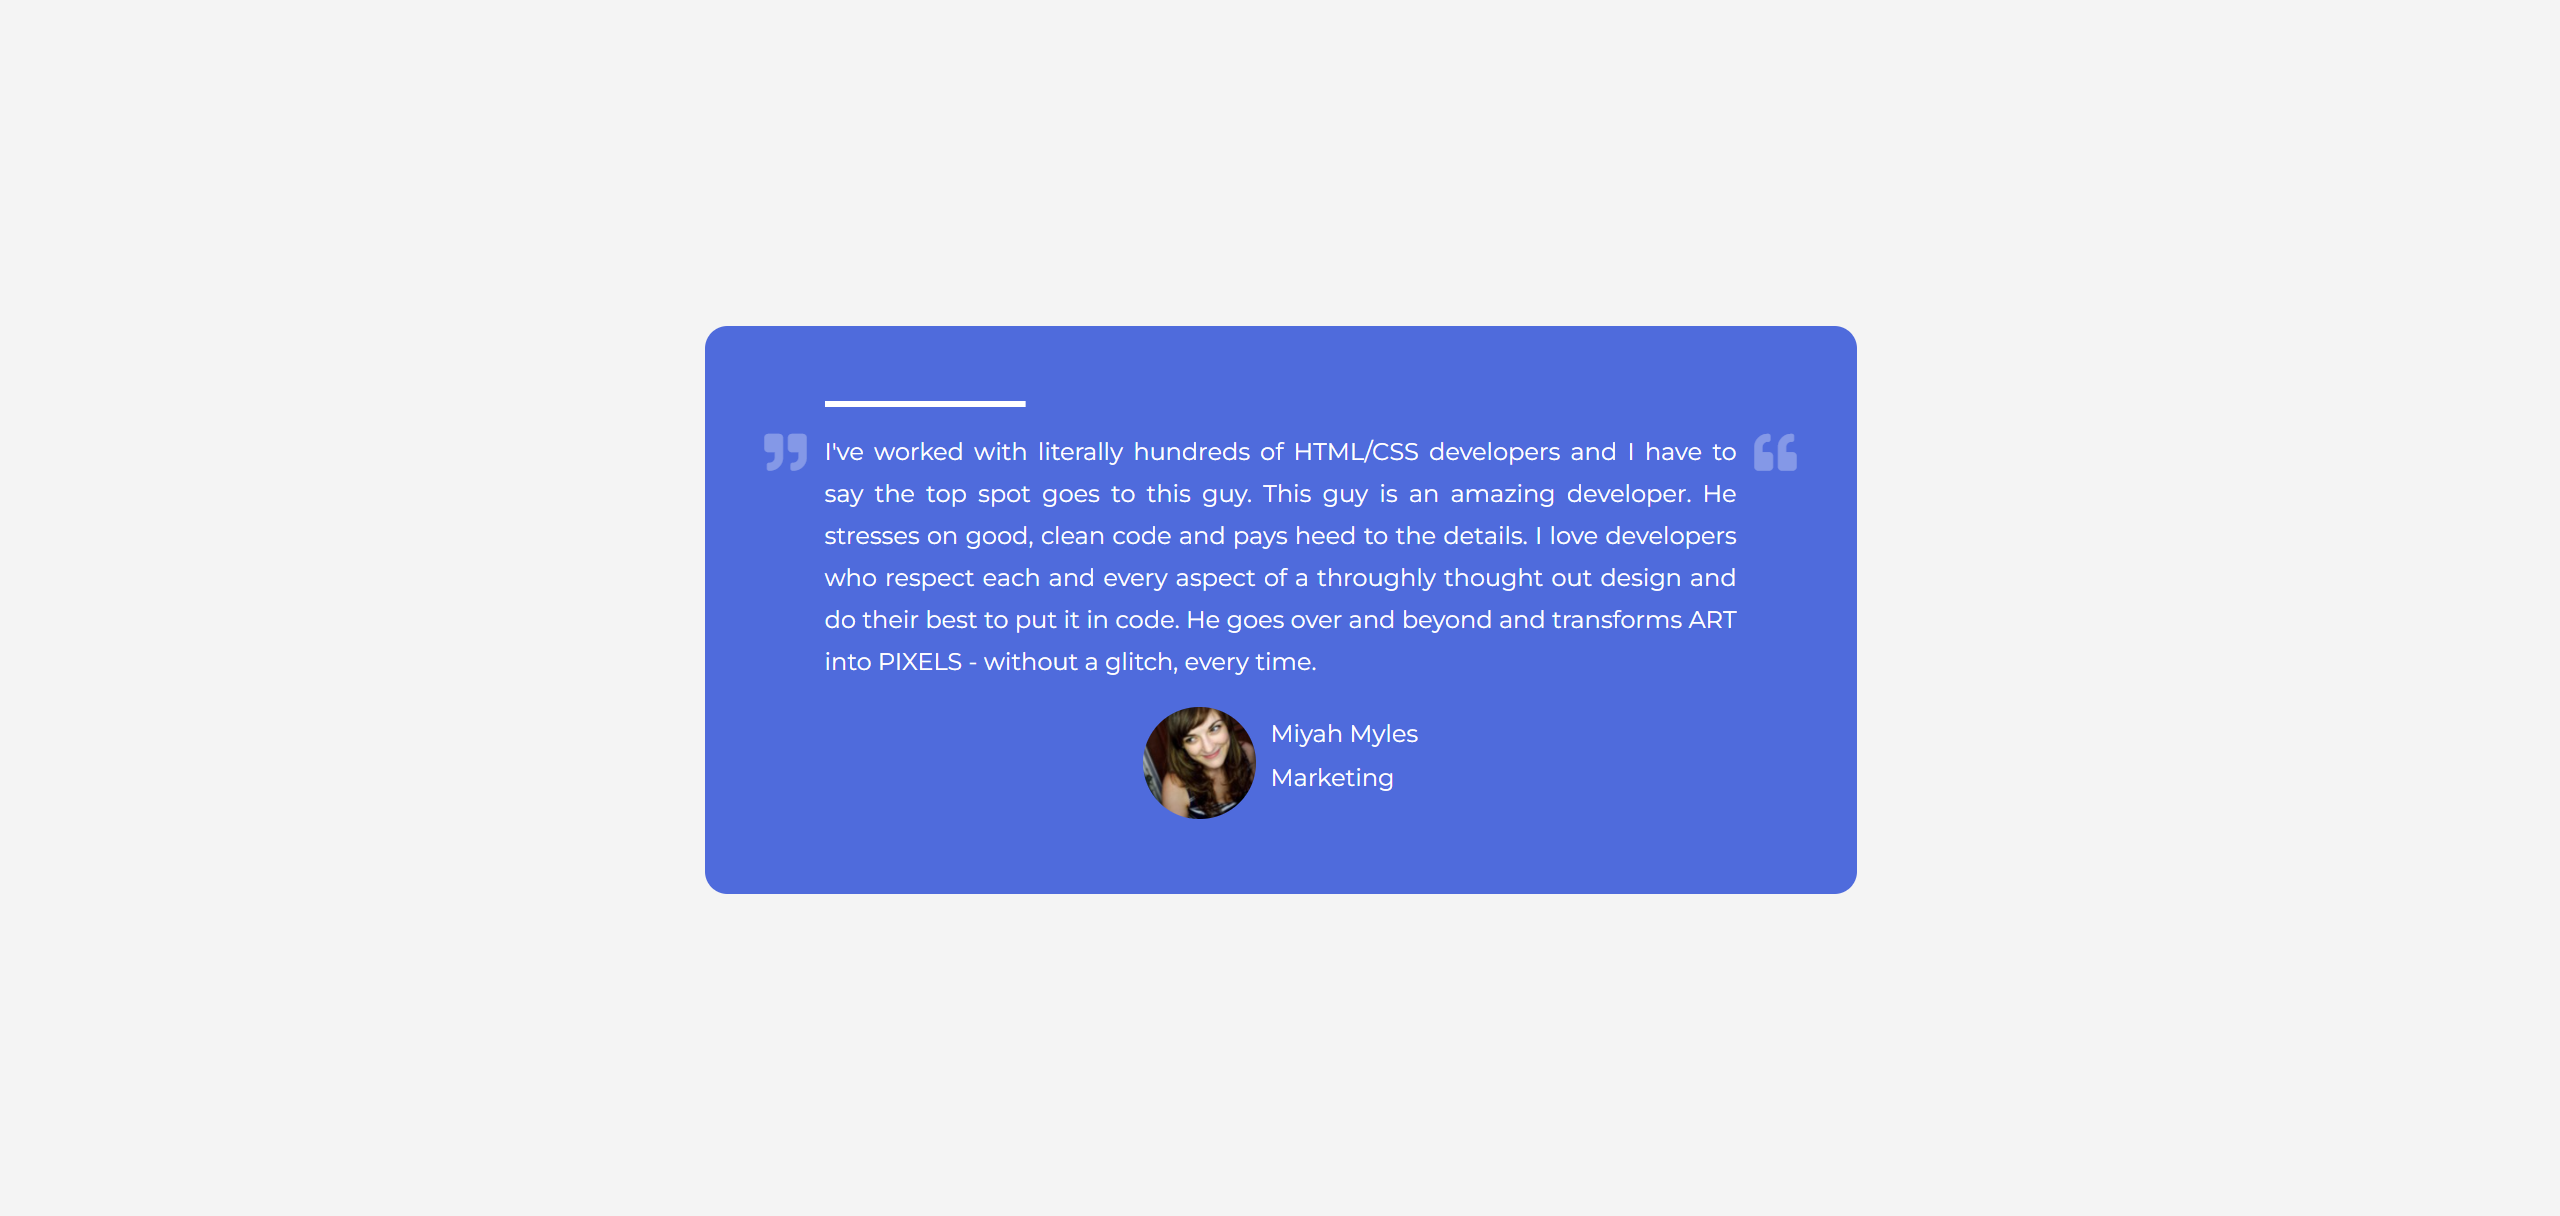 I've worked with literally hundreds of HTML/CSS developers and I have to
say the top spot goes to this guy. This guy is an amazing developer. He
stresses on good, clean code and pays heed to the details. I love developers
who respect each and every aspect of a throughly thought out design and
do their best to put it in code. He goes over and beyond and transforms ART
into PIXELS - without a glitch, every time.
Miyah Myles
Marketing